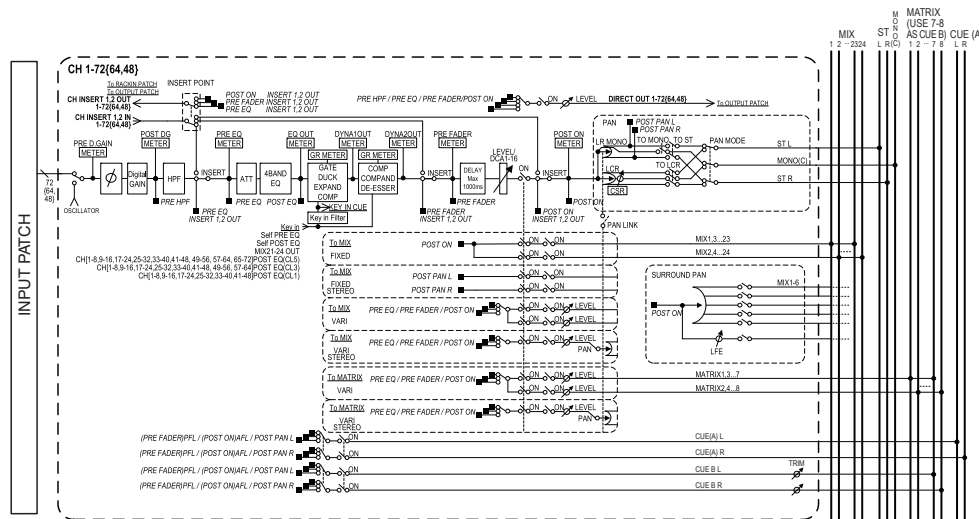 MATRIX
(USE 7-8
AS CUE B)
MIX
ST
MONO(C)
CUE (A
1 2 ··· 2324
L R
1 2 ··· 7 8
L R
INPUT PATCH
CH 1-72{64,48}
To RACKIN PATCH
To OUTPUT PATCH
INSERT POINT
CH INSERT 1,2 OUT
1-72{64,48}
CH INSERT 1,2 IN
1-72{64,48}
POST ON INSERT 1,2 OUT
PRE FADER INSERT 1,2 OUT
PRE EQ INSERT 1,2 OUT
PRE HPF / PRE EQ / PRE FADER/POST ON
ON
LEVEL
DIRECT OUT 1-72{64,48}
To OUTPUT PATCH
PRE D.GAIN
METER
POST DG
METER
PRE EQ
METER
EQ OUT
METER
DYNA1OUT
METER
DYNA2OUT
METER
PRE FADER
METER
LEVEL/
DCA1-16
POST ON
METER
72
{64,
48}
OSCILLATOR
Digital
GAIN
HPF
INSERT
ATT
4BAND
EQ
GR METER
GATE
DUCK
EXPAND
COMP
GR METER
COMP
COMPAND
DE-ESSER
INSERT
DELAY
Max
1000ms
ON
INSERT
PRE HPF
PRE EQ
INSERT 1,2 OUT
PRE EQ
POST EQ
KEY IN CUE
Key in Filter
Key in
PRE FADER
INSERT 1,2 OUT
PRE FADER
POST ON
INSERT 1,2 OUT
POST ON
PAN
POST PAN L
POST PAN R
LR MONO
TO MONO
TO ST
PAN MODE
LCR
TO LCR
CSR
PAN LINK
ST L
MONO(C)
ST R
Self PRE EQ
Self POST EQ
MIX21-24 OUT
CH[1-8,9-16,17-24,25-32,33-40,41-48, 49-56, 57-64, 65-72]POST EQ(CL5)
CH[1-8,9-16,17-24,25-32,33-40,41-48, 49-56, 57-64]POST EQ(CL3)
CH[1-8,9-16,17-24,25-32,33-40,41-48]POST EQ(CL1)
To MIX
FIXED
POST ON
ON
ON
ON
ON
MIX1,3...23
MIX2,4...24
To MIX
FIXED
STEREO
POST PAN L
POST PAN R
ON
ON
ON
ON
To MIX
VARI
PRE EQ / PRE FADER / POST ON
ON
ON
LEVEL
ON
ON
LEVEL
To MIX
VARI
STEREO
PRE EQ / PRE FADER / POST ON
ON
ON
LEVEL
PAN
To MATRIX
VARI
PRE EQ / PRE FADER / POST ON
ON
ON
LEVEL
ON
ON
LEVEL
MATRIX1,3...7
MATRIX2,4...8
To MATRIX
VARI
STEREO
PRE EQ / PRE FADER / POST ON
ON
ON
LEVEL
PAN
SURROUND PAN
POST ON
LFE
MIX1-6
(PRE FADER)PFL / (POST ON)AFL / POST PAN L
ON
CUE(A) L
(PRE FADER)PFL / (POST ON)AFL / POST PAN R
ON
CUE(A) R
(PRE FADER)PFL / (POST ON)AFL / POST PAN L
ON
CUE B L
TRIM
(PRE FADER)PFL / (POST ON)AFL / POST PAN R
ON
CUE B R